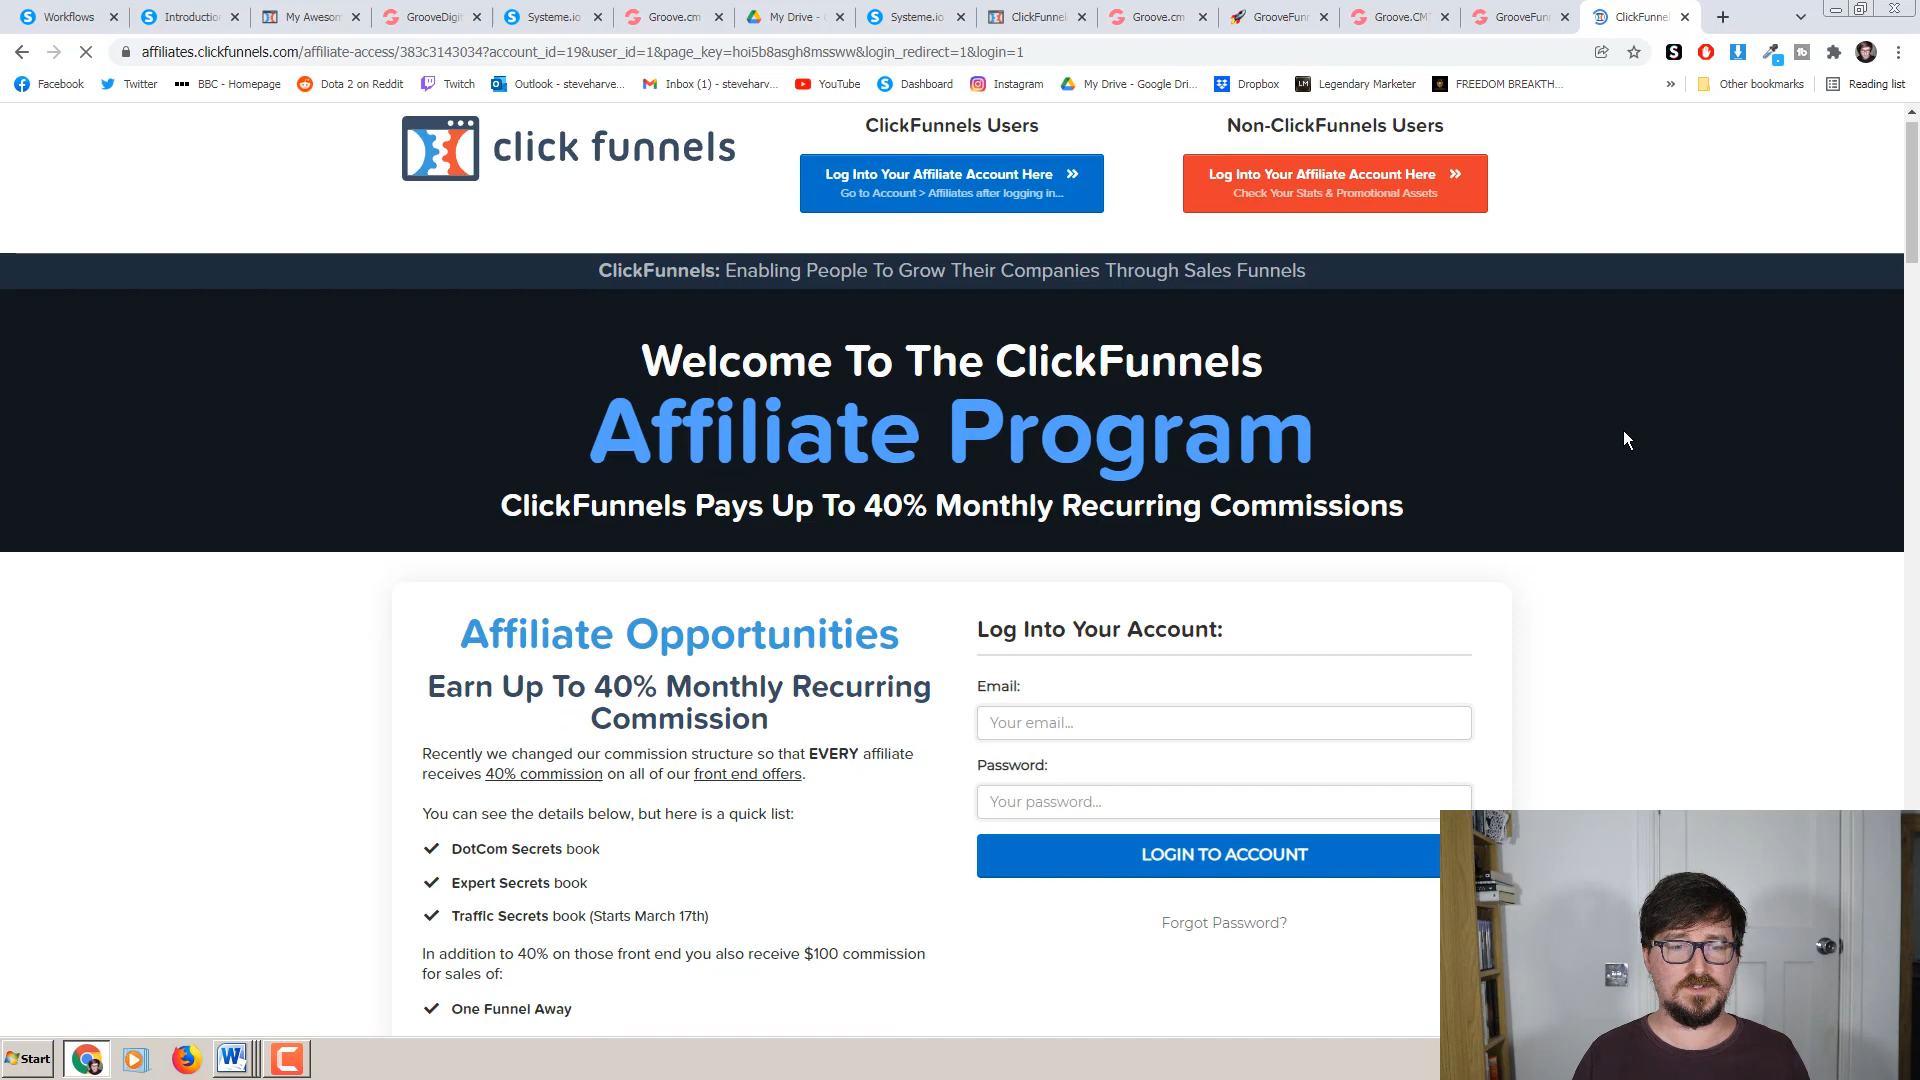 Workflows
Introductio
My Awesom
GrooveDigit
Systeme.io
Groove.cm
My Drive -
Systeme.io
ClickFunnel
Groove.cm
GrooveFunr
Groove.CM
GrooveFunn
ClickFunnel
affiliates.clickfunnels.com/affiliate-access/383c3143034?account_id=19&user_id=1&page_key=hoi5b8asgh8mssww&login_redirect=1&login=1
Facebook
Twitter
BBC - Homepage
Dota 2 on Reddit
Twitch
Outlook - steveharve...
Inbox (1) - steveharv...
YouTube
Dashboard
Instagram
My Drive - Google Dri...
Dropbox
LM Legendary Marketer
FREEDOM BREAKTH...
Other bookmarks
Reading list
click funnels
ClickFunnels Users
Log Into Your Affiliate Account Here
Go to Account > Affiliates after logging in...
Non-ClickFunnels Users
Log Into Your Affiliate Account Here
Check Your Stats & Promotional Assets
ClickFunnels: Enabling People To Grow Their Companies Through Sales Funnels
Welcome To The ClickFunnels
Affiliate Program
ClickFunnels Pays Up To 40% Monthly Recurring Commissions
Affiliate Opportunities
Earn Up To 40% Monthly Recurring
Commission
Recently we changed our commission structure so that EVERY affiliate
receives 40% commission on all of our front end offers.
You can see the details below, but here is a quick list:
DotCom Secrets book
Expert Secrets book
Traffic Secrets book (Starts March 17th)
In addition to 40% on those front end you also receive $100 commission
for sales of:
One Funnel Away
Log Into Your Account:
Email:
Your email...
Password:
Your password...
LOGIN TO ACCOUNT
Forgot Password?
Start